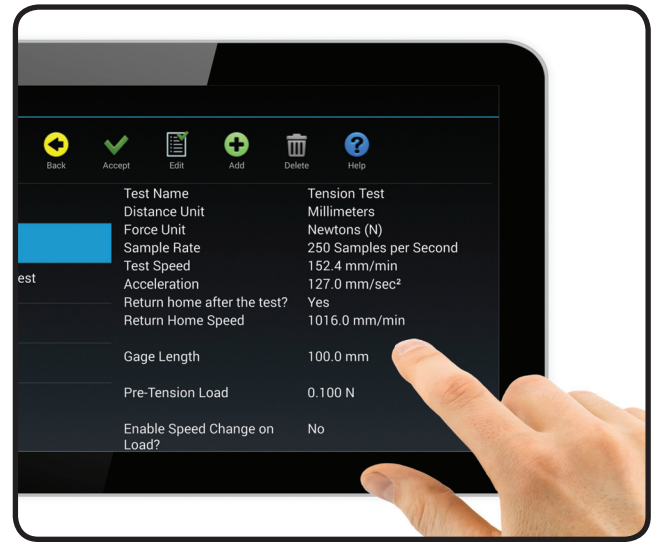 Back Accept Edit Add Delete Help
Test Name Tension Test
Distance Unit Millimeters
Force Unit Newtons (N)
Sample Rate 250 Samples per Second
est
Test Speed 152.4 mm/min
Acceleration 127.0 mm/sec²
Return home after the test? Yes
Return Home Speed 1016.0 mm/min
Gage Length 100.0 mm
Pre-Tension Load 0.100 N
Enable Speed Change on No
Load?